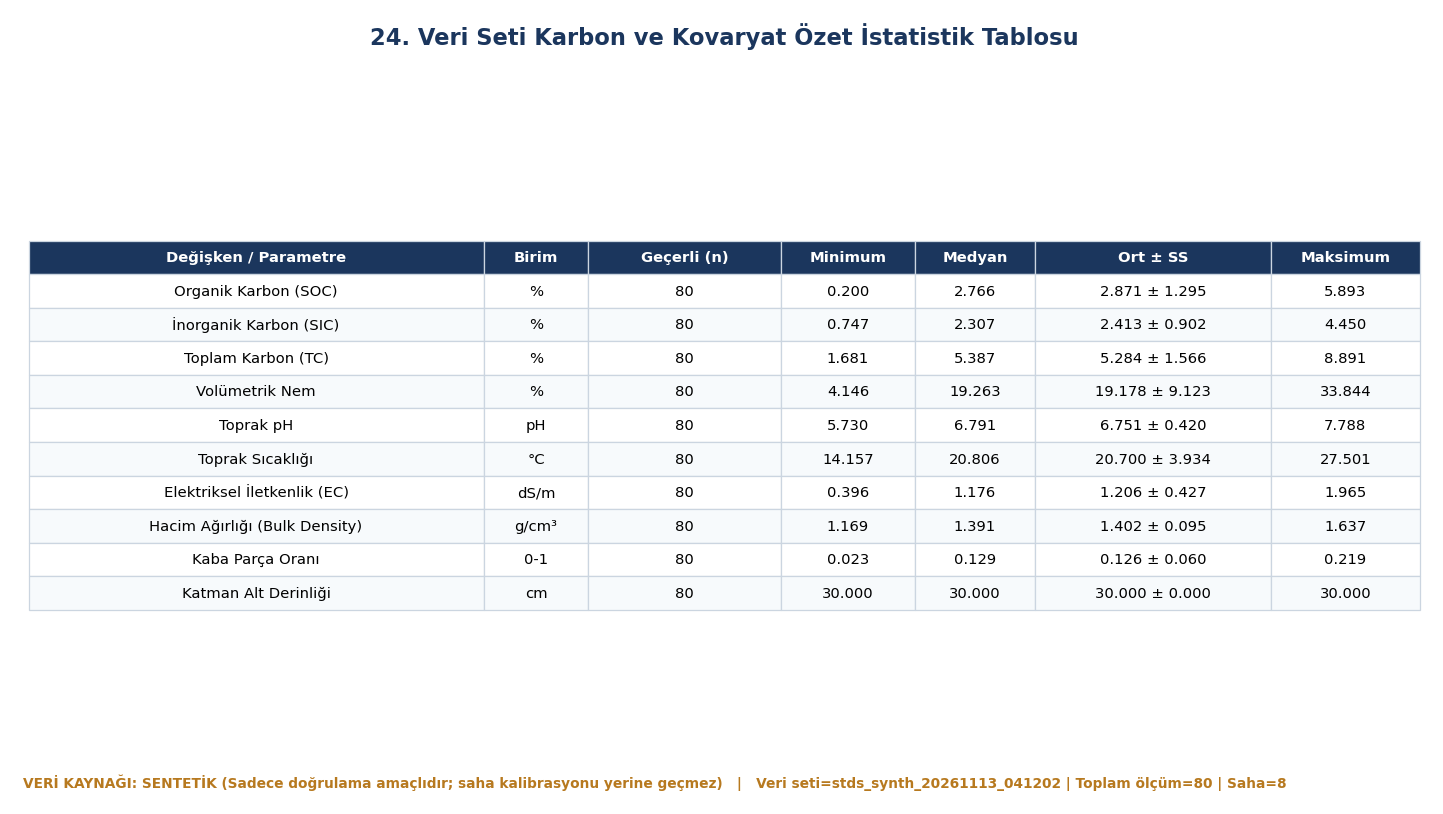 24. Veri Seti Karbon ve Kovaryat Özet İstatistik Tablosu
Değişken / Parametre Birim Geçerli (n) Minimum Medyan Ort ± SS Maksimum
Organik Karbon (SOC) % 80 0.200 2.766 2.871 ± 1.295 5.893
İnorganik Karbon (SIC) % 80 0.747 2.307 2.413 ± 0.902 4.450
Toplam Karbon (TC) % 80 1.681 5.387 5.284 ± 1.566 8.891
Volümetrik Nem % 80 4.146 19.263 19.178 ± 9.123 33.844
Toprak pH pH 80 5.730 6.791 6.751 ± 0.420 7.788
Toprak Sıcaklığı °C 80 14.157 20.806 20.700 ± 3.934 27.501
Elektriksel İletkenlik (EC) dS/m 80 0.396 1.176 1.206 ± 0.427 1.965
Hacim Ağırlığı (Bulk Density) g/cm³ 80 1.169 1.391 1.402 ± 0.095 1.637
Kaba Parça Oranı 0-1 80 0.023 0.129 0.126 ± 0.060 0.219
Katman Alt Derinliği cm 80 30.000 30.000 30.000 ± 0.000 30.000
VERİ KAYNAĞI: SENTETİK (Sadece doğrulama amaçlıdır; saha kalibrasyonu yerine geçmez) | Veri seti=stds_synth_20261113_041202 | Toplam ölçüm=80 | Saha=8